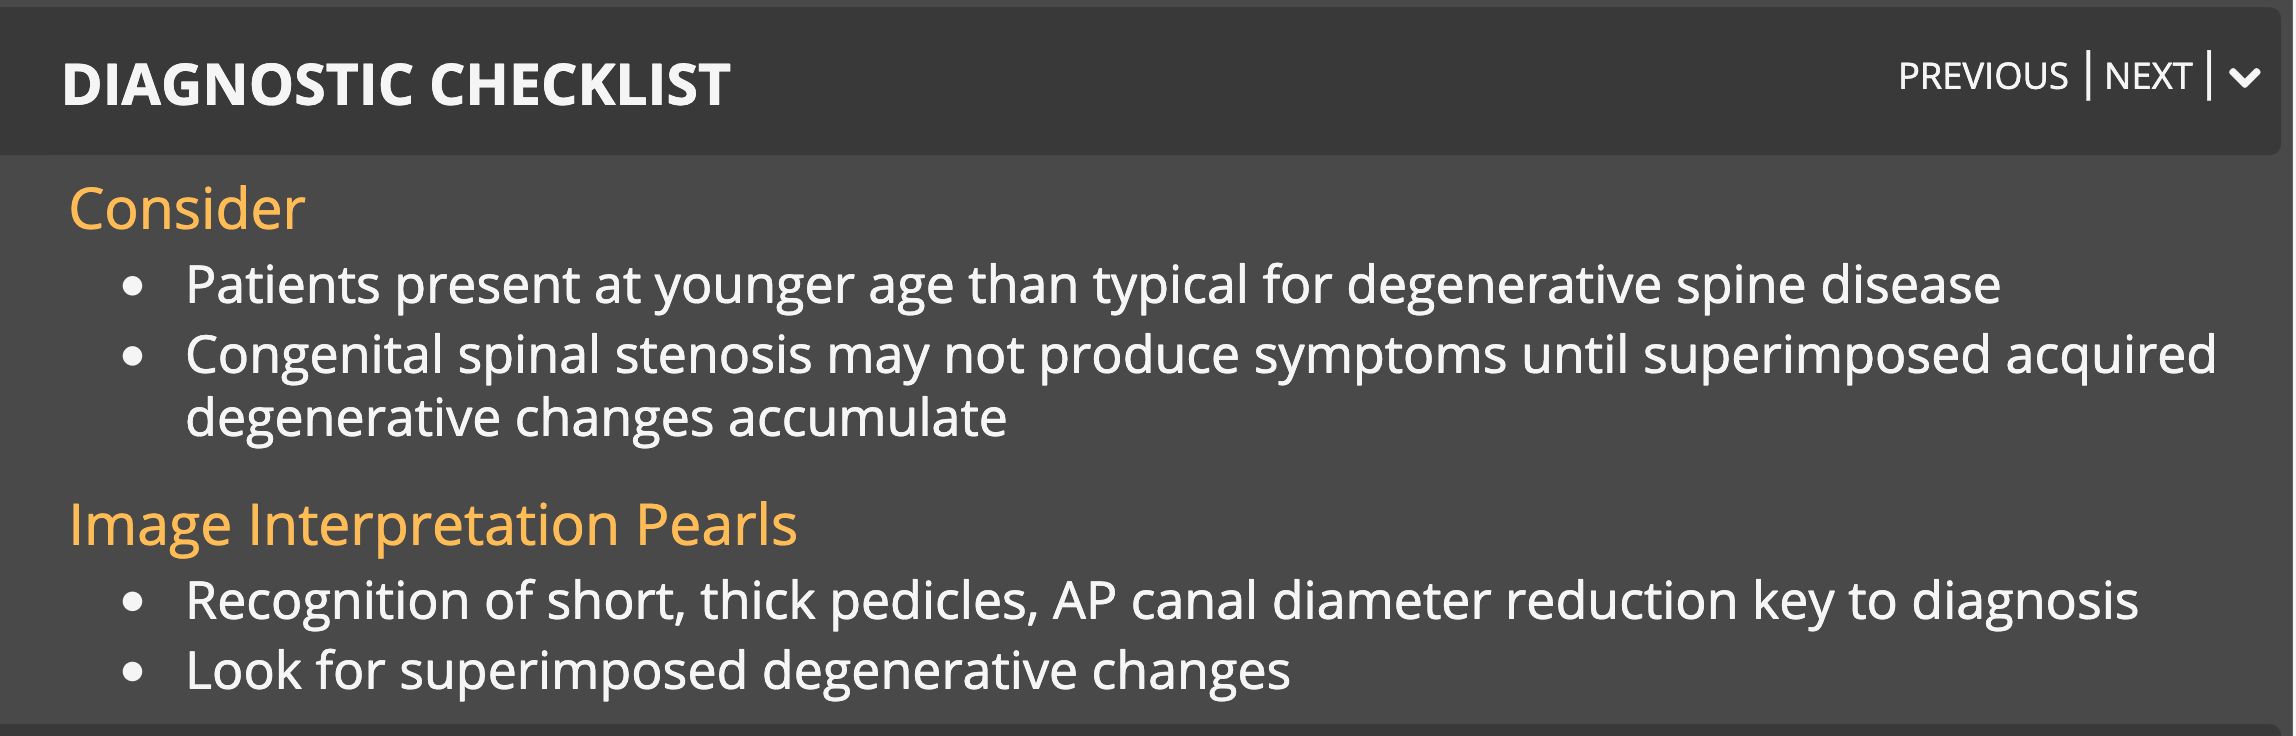 DIAGNOSTIC CHECKLIST
PREVIOUS | NEXT |
Consider
• Patients present at younger age than typical for degenerative spine disease
• Congenital spinal stenosis may not produce symptoms until superimposed acquired
degenerative changes accumulate
Image Interpretation Pearls
• Recognition of short, thick pedicles, AP canal diameter reduction key to diagnosis
• Look for superimposed degenerative changes